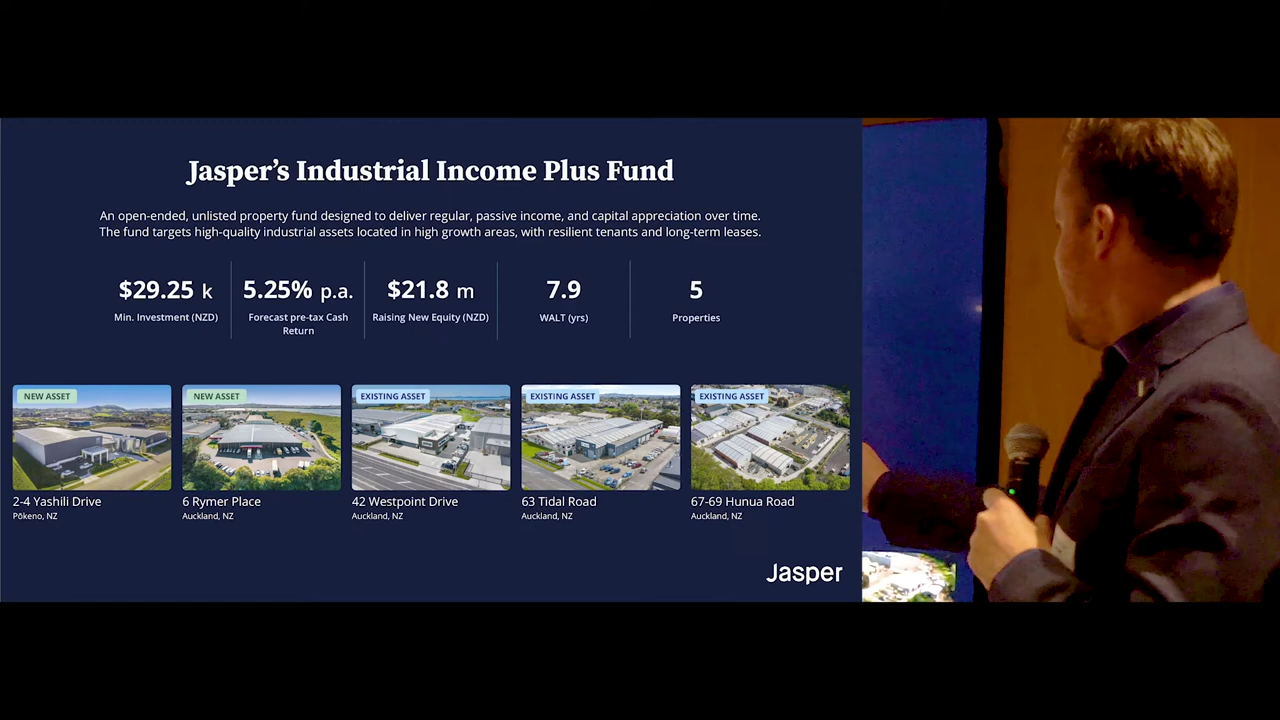 Jasper's Industrial Income Plus Fund
An open-ended, unlisted property fund designed to deliver regular, passive income, and capital appreciation over time.
The fund targets high-quality industrial assets located in high growth areas, with resilient tenants and long-term leases.
$29.25 k
Min. Investment (NZD)
5.25% p.a.
Forecast pre-tax Cash
Return
$21.8 m
Raising New Equity (NZD)
7.9
WALT (yrs)
5
Properties
NEW ASSET
2-4 Yashili Drive
Pōkeno, NZ
NEW ASSET
6 Rymer Place
Auckland, NZ
EXISTING ASSET
42 Westpoint Drive
Auckland, NZ
EXISTING ASSET
63 Tidal Road
Auckland, NZ
EXISTING ASSET
67-69 Hunua Road
Auckland, NZ
Jasper